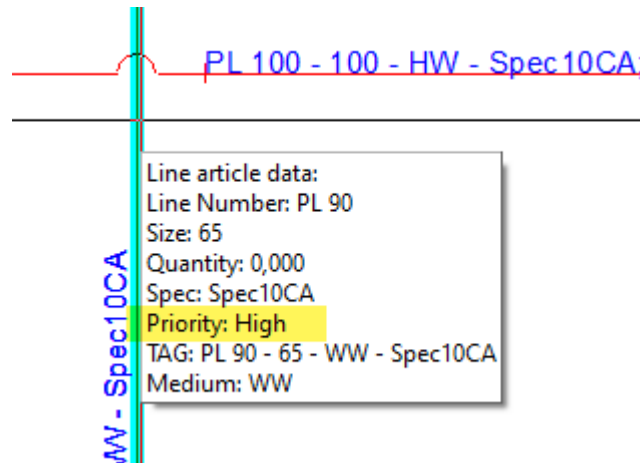 PL 100 - 100 - HW - Spec10CA;
Line article data:
Line Number: PL 90
Size: 65
Quantity: 0,000
Spec: Spec10CA
Priority: High
TAG: PL 90 - 65 - WW - Spec10CA
Medium: WW
WW - Spec10CA